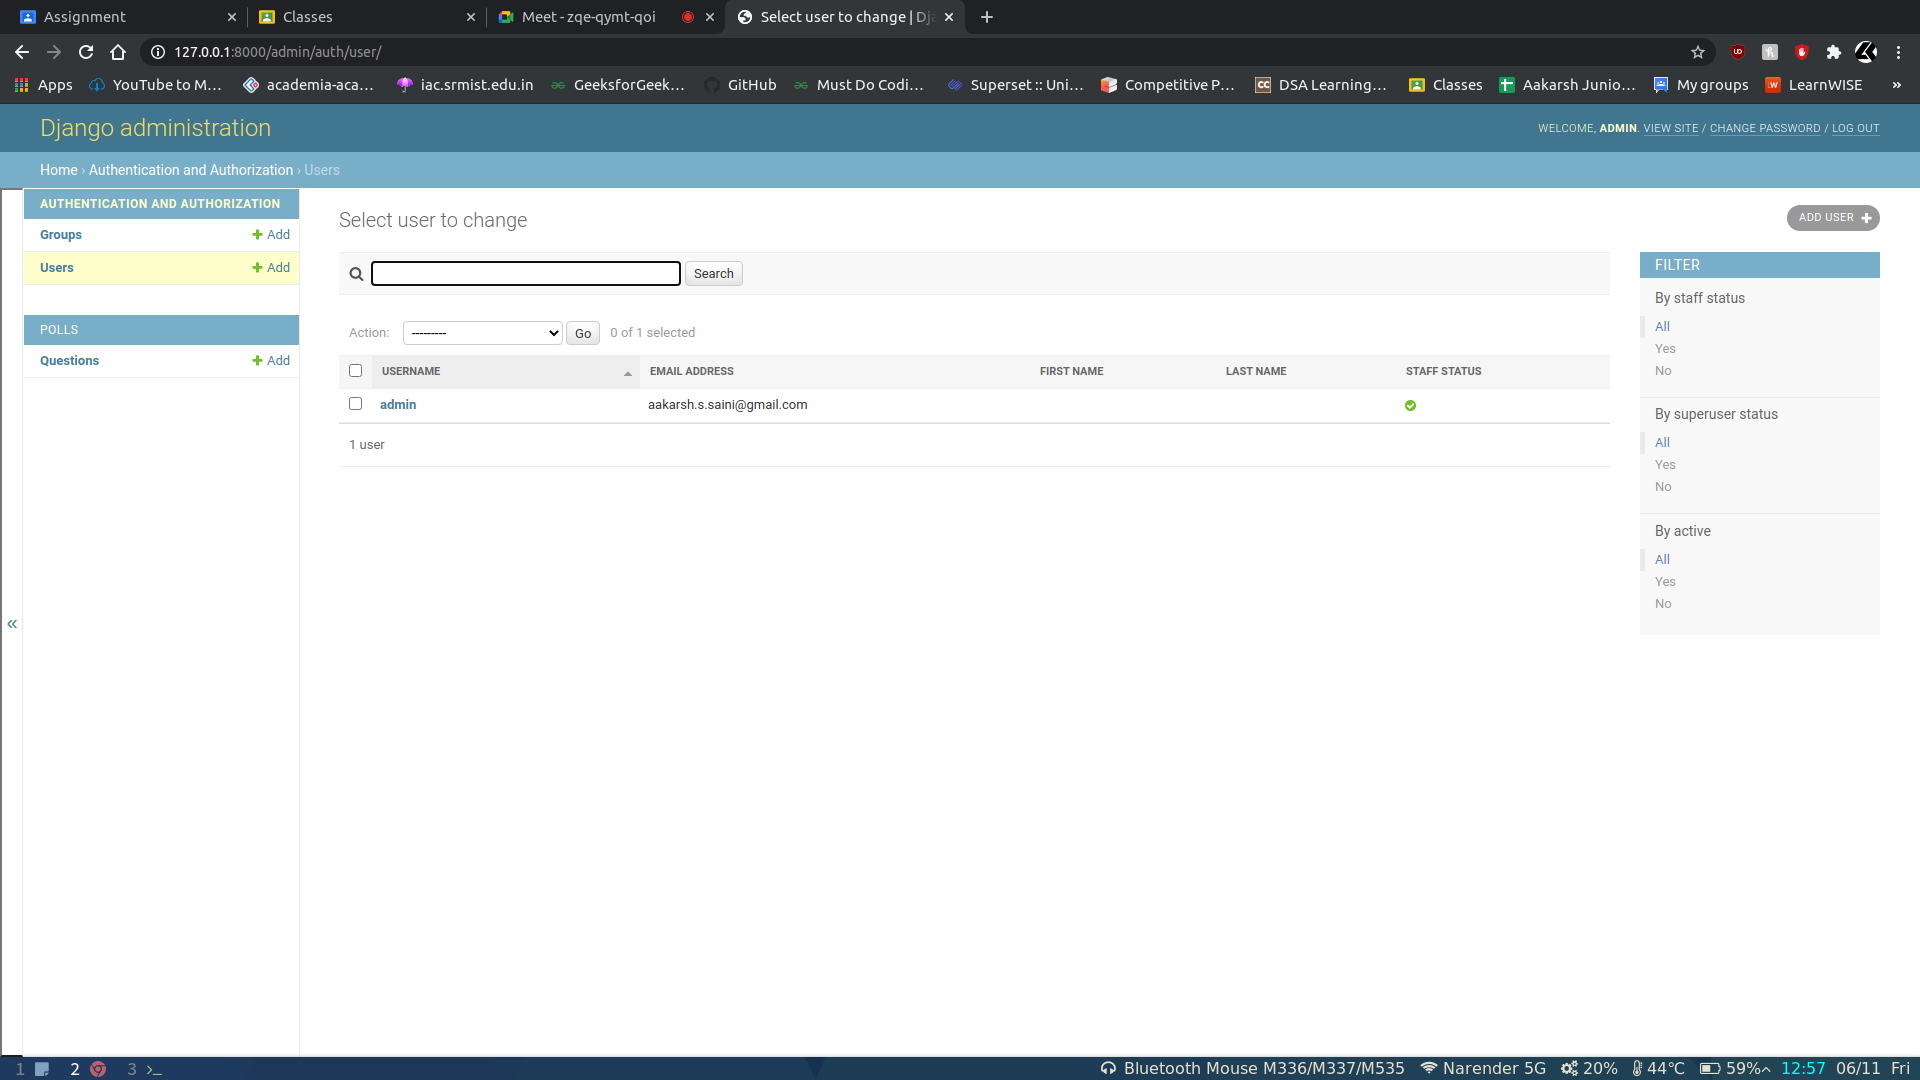 Assignment
Classes
Meet - zqe-qymt-qoi
Select user to change | Dj
127.0.0.1:8000/admin/auth/user/
Apps
YouTube to M...
academia-aca...
iac.srmist.edu.in
GeeksforGeek...
GitHub
Must Do Codi...
Superset :: Uni...
Competitive P...
DSA Learning...
Classes
Aakarsh Junio...
My groups
LearnWISE
»
Django administration
WELCOME, ADMIN. VIEW SITE / CHANGE PASSWORD / LOG OUT
Home › Authentication and Authorization › Users
AUTHENTICATION AND AUTHORIZATION
Groups
Add
Users
Add
POLLS
Questions
Add
«
Select user to change
ADD USER
Search
Action:
---------
Go
0 of 1 selected
USERNAME
EMAIL ADDRESS
FIRST NAME
LAST NAME
STAFF STATUS
admin
aakarsh.s.saini@gmail.com
1 user
FILTER
By staff status
All
Yes
No
By superuser status
All
Yes
No
By active
All
Yes
No
1
2
3
Bluetooth Mouse M336/M337/M535
Narender 5G
20%
44℃
59%
12:57
06/11
Fri